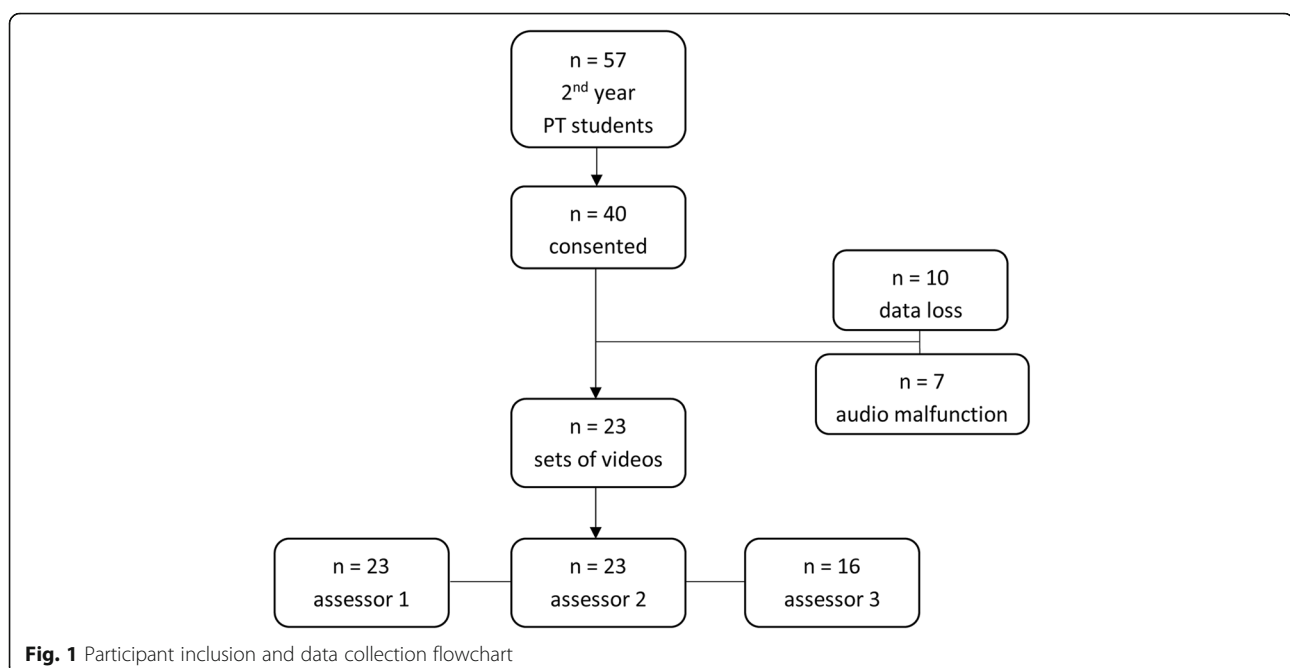 n = 57
2nd year
PT students
n = 40
consented
n = 10
data loss
n = 7
audio malfunction
n = 23
sets of videos
n = 23
assessor 1
n = 23
assessor 2
n = 16
assessor 3
Fig. 1 Participant inclusion and data collection flowchart